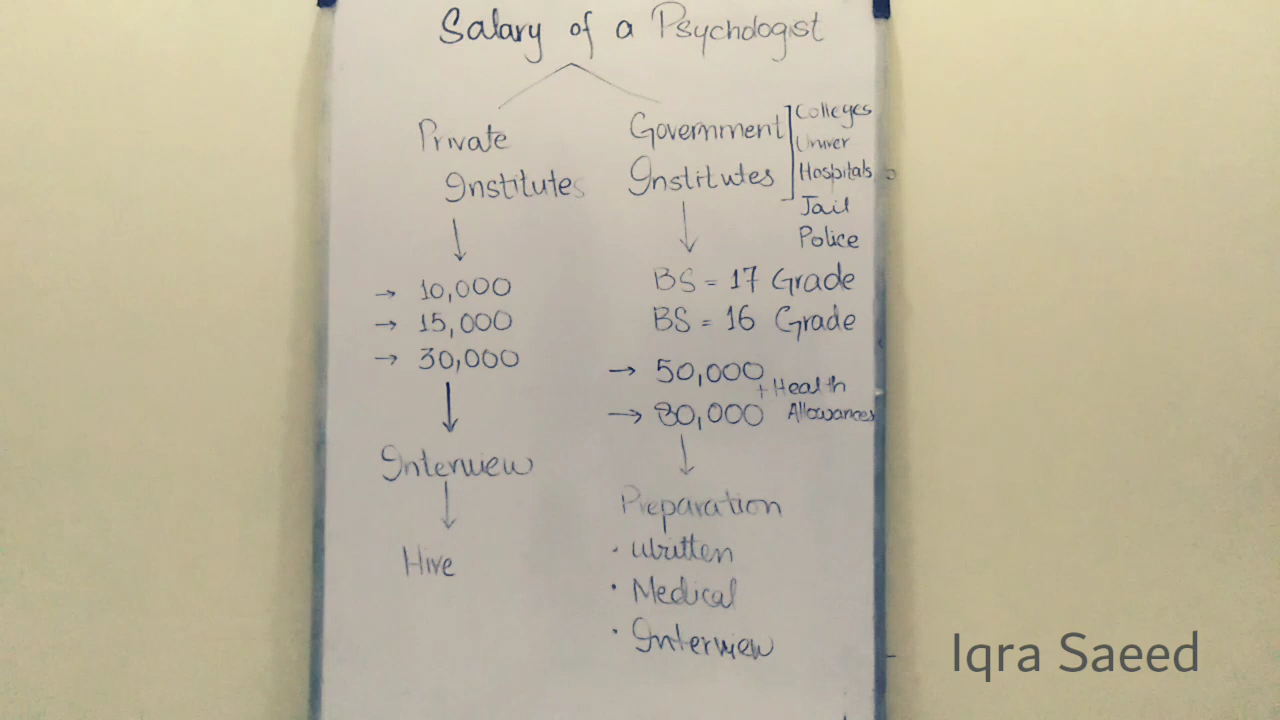 Salary of a Psychologist
Private
Institutes
→ 10,000
→ 15,000
→ 30,000
Interview
Hire
Government
Institutes
Colleges
Univer
Hospitals
Jail
Police
BS = 17 Grade
BS = 16 Grade
→ 50,000
+ Health
→ 80,000
Allowances
Preparation
· Written
· Medical
· Interview
Iqra Saeed